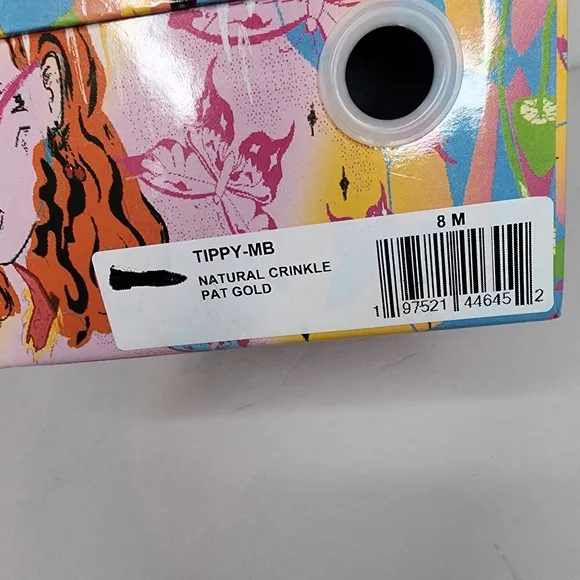 TIPPY-MB
8 M
NATURAL CRINKLE
PAT GOLD
1 97521 44645 2